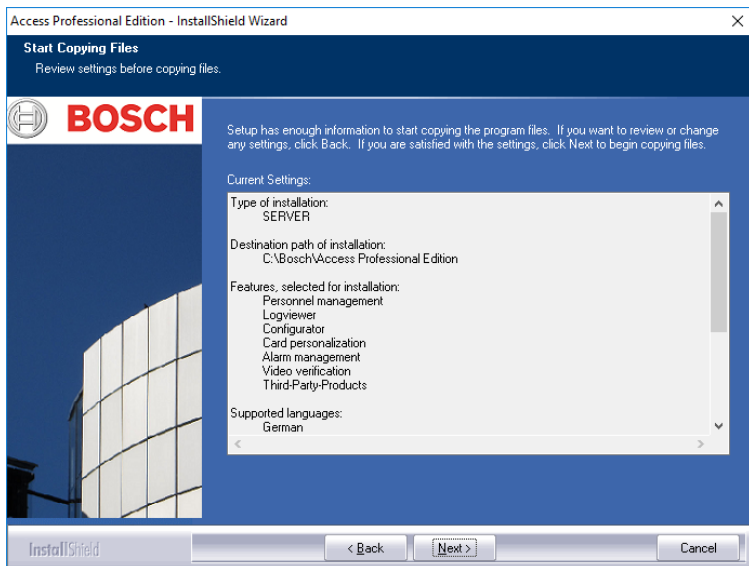 Access Professional Edition - InstallShield Wizard
Start Copying Files
Review settings before copying files.
BOSCH
Setup has enough information to start copying the program files. If you want to review or change
any settings, click Back. If you are satisfied with the settings, click Next to begin copying files.
Current Settings:
Type of installation:
SERVER
Destination path of installation:
C:\Bosch\Access Professional Edition
Features, selected for installation:
Personnel management
Logviewer
Configurator
Card personalization
Alarm management
Video verification
Third-Party-Products
Supported languages:
German
InstallShield
< Back
Next >
Cancel